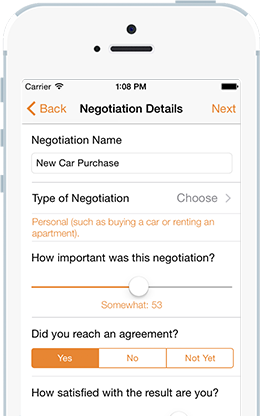 Carrier 1:08 PM
Back Negotiation Details Next
Negotiation Name
New Car Purchase
Type of Negotiation Choose
Personal (such as buying a car or renting an
apartment).
How important was this negotiation?
Somewhat: 53
Did you reach an agreement?
Yes No Not Yet
How satisfied with the result are you?